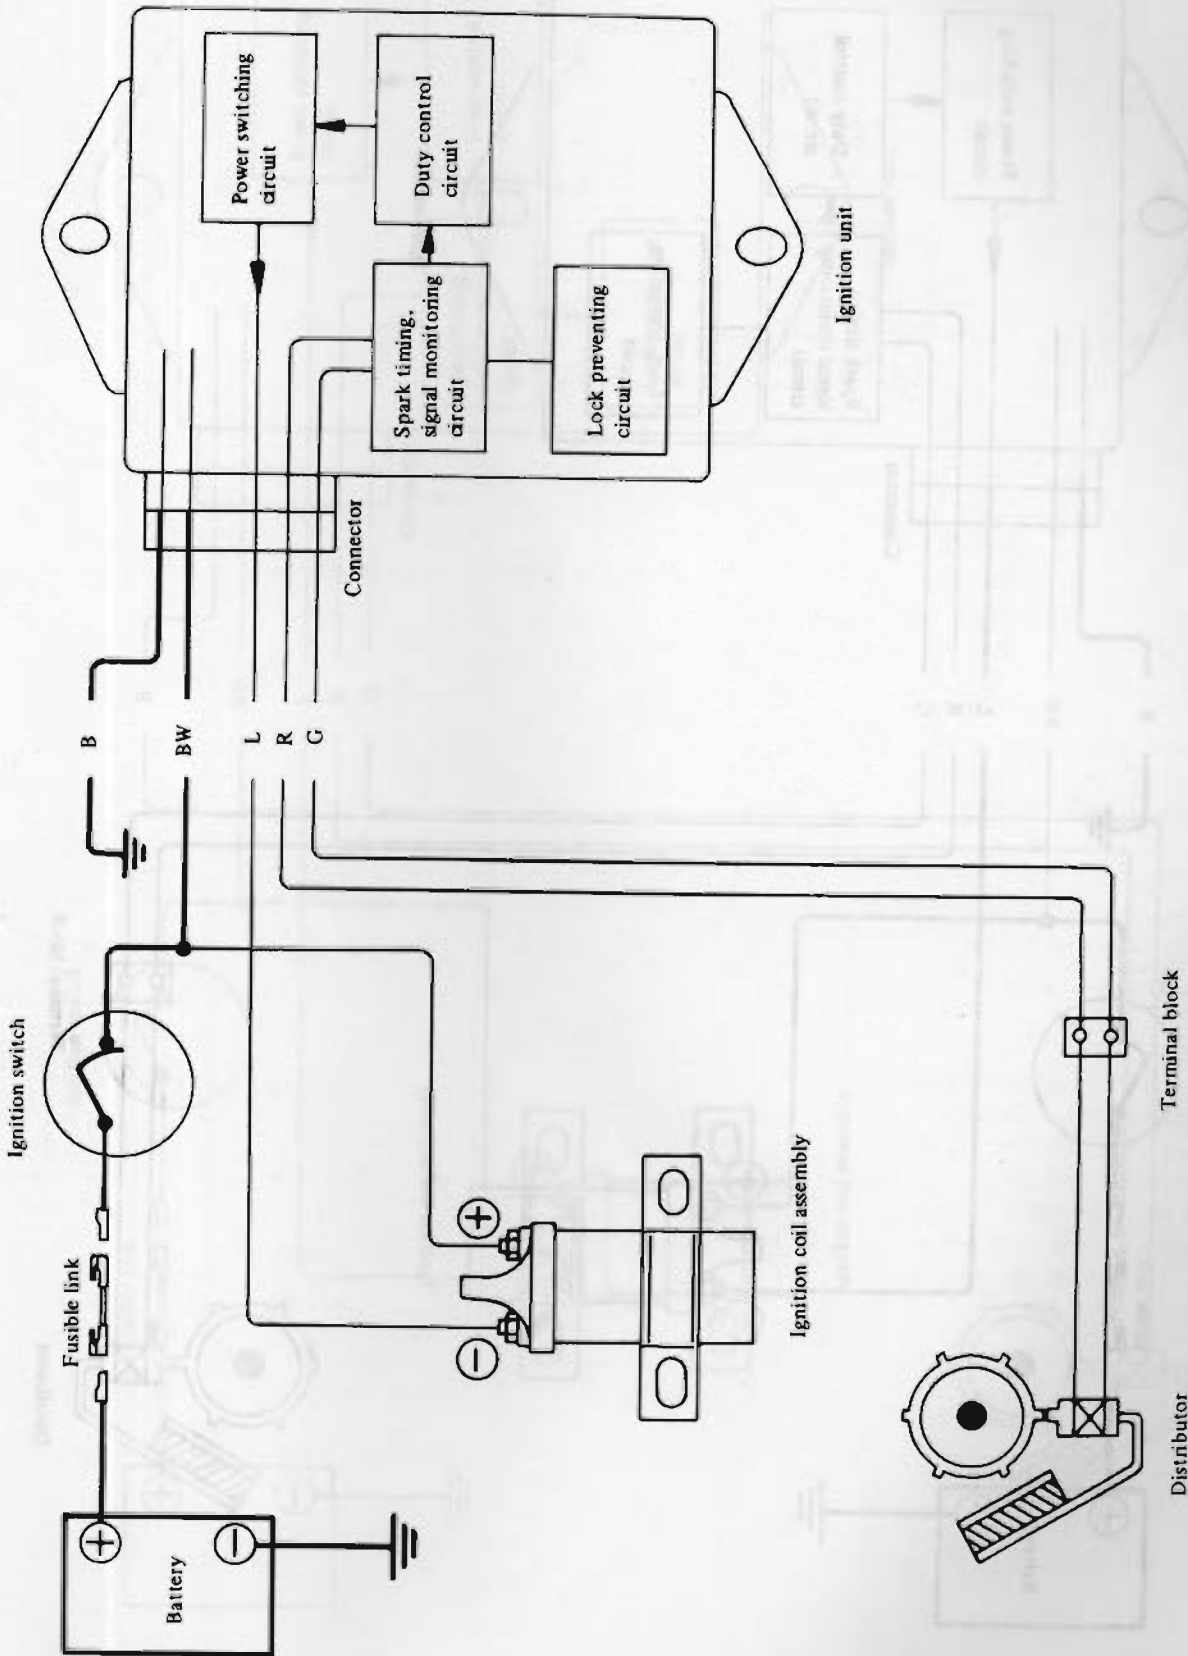 Ignition switch
Fusible link
+
−
Battery
B
BW
L
R
G
Connector
Power switching
circuit
Duty control
circuit
Spark timing,
signal monitoring
circuit
Lock preventing
circuit
Ignition unit
+
−
Ignition coil assembly
Terminal block
Distributor